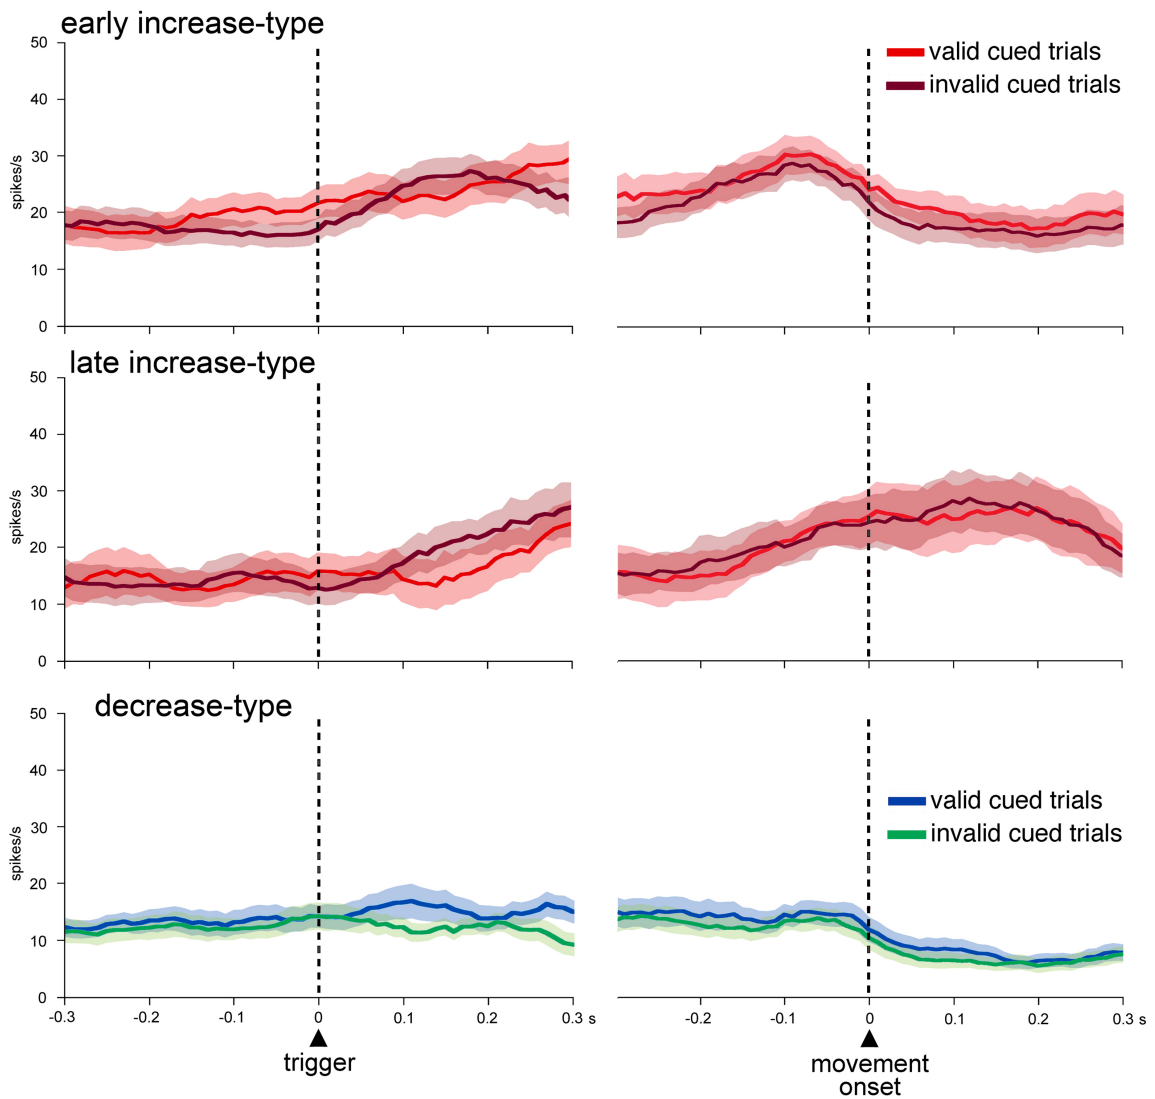 early increase-type
50
40
30
20
10
0
spikes/s
valid cued trials
invalid cued trials
late increase-type
50
40
30
20
10
0
spikes/s
decrease-type
50
40
30
20
10
0
spikes/s
valid cued trials
invalid cued trials
-0.3 -0.2 -0.1 0 0.1 0.2 0.3 s
-0.2 -0.1 0 0.1 0.2 0.3 s
trigger
movement
onset